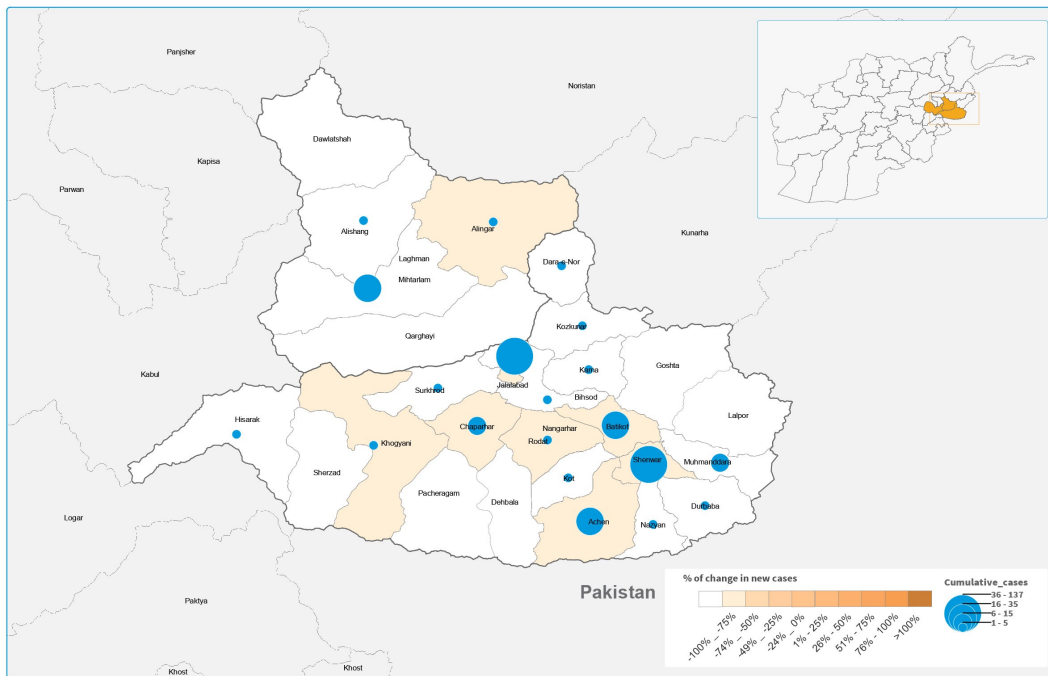 Panjsher
Noristan
Dawlatshah
Kapisa
Parwan
Alishang
Alingar
Kunarha
Laghman
Dara-e-Nor
Mihtarlam
Kozkunar
Qarghayi
Goshta
Kama
Kabul
Jalalabad
Surkhrod
Bihsod
Lalpor
Hisarak
Chaparhar
Nangarhar
Batikot
Rodat
Khogyani
Sherzad
Shenwar
Muhmanddara
Kot
Pacheragam
Dehbala
Durbaba
Logar
Achen
Nazyan
Pakistan
Paktya
Khost
Khost
% of change in new cases
-100% _ -75%
-74% _ -50%
-49% _ -25%
-24% _ 0%
1% - 25%
26% - 50%
51% - 75%
76% - 100%
>100%
Cumulative_cases
36 - 137
16 - 35
6 - 15
1 - 5